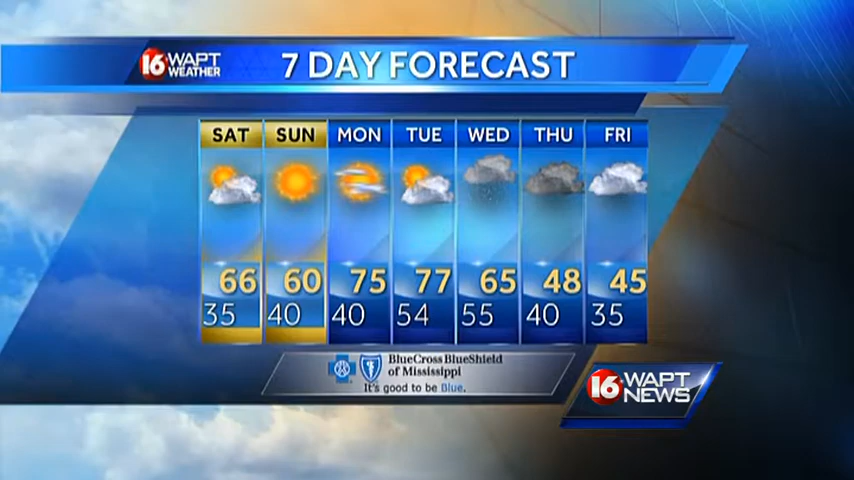 16 WAPT WEATHER
7 DAY FORECAST
SAT SUN MON TUE WED THU FRI
66 60 75 77 65 48 45
35 40 40 54 55 40 35
BlueCross BlueShield
of Mississippi
It's good to be Blue.
16 WAPT
NEWS